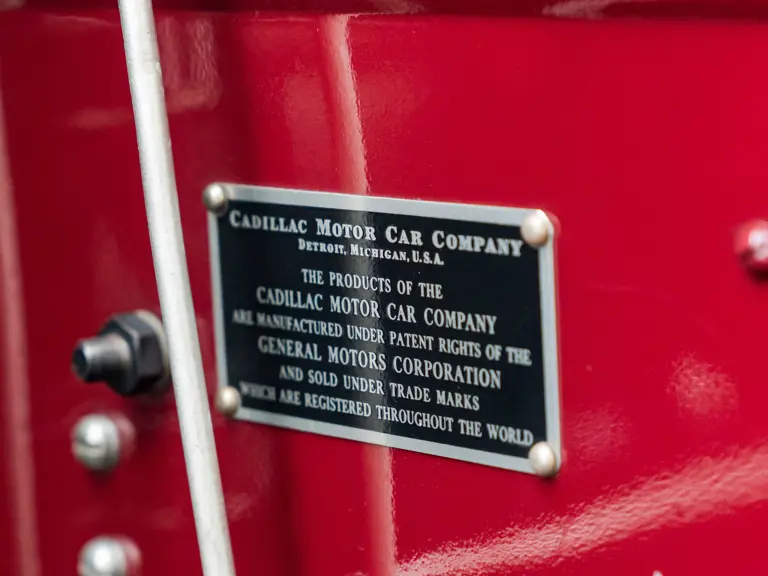 CADILLAC MOTOR CAR COMPANY
DETROIT, MICHIGAN, U.S.A.
THE PRODUCTS OF THE
CADILLAC MOTOR CAR COMPANY
ARE MANUFACTURED UNDER PATENT RIGHTS OF THE
GENERAL MOTORS CORPORATION
AND SOLD UNDER TRADE MARKS
WHICH ARE REGISTERED THROUGHOUT THE WORLD